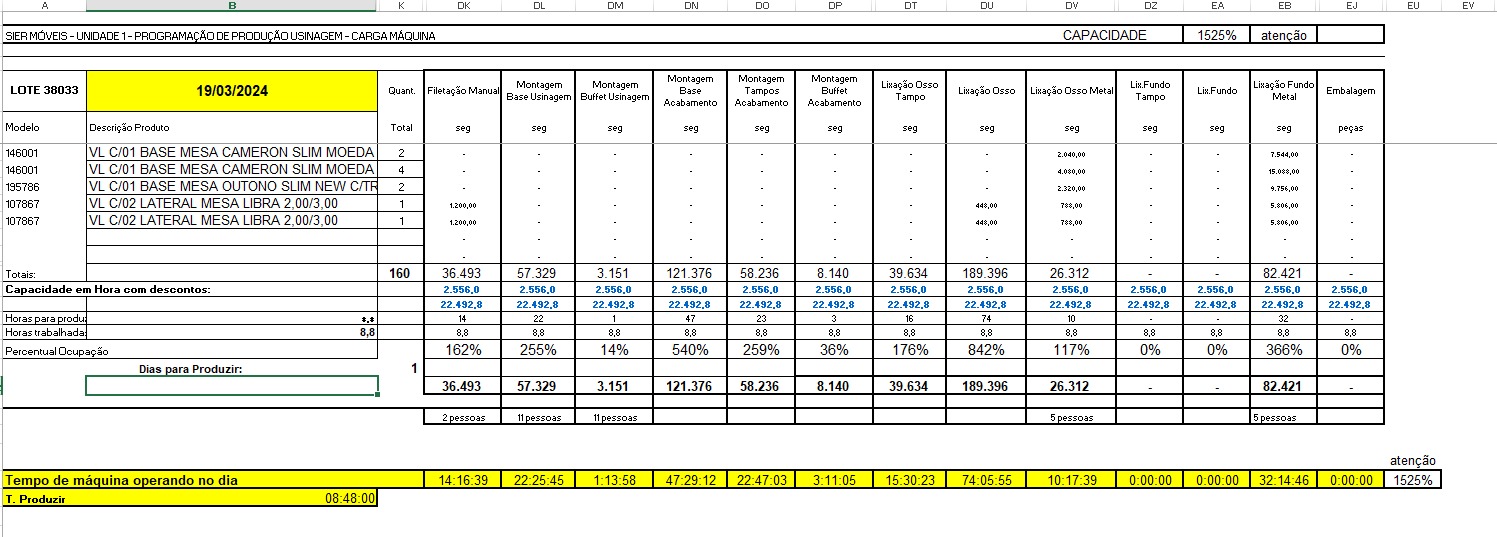 A B K DK DL DM DN DO DP DT DU DV DZ EA EB EJ EU EV
SIER MÓVEIS - UNIDADE 1 - PROGRAMAÇÃO DE PRODUÇÃO USINAGEM - CARGA MÁQUINA CAPACIDADE 1525% atenção
LOTE 38033 19/03/2024 Quant. Filetação Manual Montagem Base Usinagem Montagem Buffet Usinagem Montagem Base Acabamento Montagem Tampos Acabamento Montagem Buffet Acabamento Lixação Osso Tampo Lixação Osso Lixação Osso Metal Lix.Fundo Tampo Lix.Fundo Lixação Fundo Metal Embalagem
Modelo Descrição Produto Total seg seg seg seg seg seg seg seg seg seg seg seg peças
146001 VL C/01 BASE MESA CAMERON SLIM MOEDA 2 - - - - - - - - 2.040,00 - - 7.544,00 -
146001 VL C/01 BASE MESA CAMERON SLIM MOEDA 4 - - - - - - - - 4.080,00 - - 15.088,00 -
195786 VL C/01 BASE MESA OUTONO SLIM NEW C/TR 2 - - - - - - - - 2.320,00 - - 9.756,00 -
107867 VL C/02 LATERAL MESA LIBRA 2,00/3,00 1 1.200,00 - - - - - - 448,00 788,00 - - 5.806,00 -
107867 VL C/02 LATERAL MESA LIBRA 2,00/3,00 1 1.200,00 - - - - - - 448,00 788,00 - - 5.806,00 -
- - - - - - - - - - - - -
- - - - - - - - - - - - -
Totais: 160 36.493 57.329 3.151 121.376 58.236 8.140 39.634 189.396 26.312 - - 82.421 -
Capacidade em Hora com descontos: 2.556,0 2.556,0 2.556,0 2.556,0 2.556,0 2.556,0 2.556,0 2.556,0 2.556,0 2.556,0 2.556,0 2.556,0 2.556,0
22.492,8 22.492,8 22.492,8 22.492,8 22.492,8 22.492,8 22.492,8 22.492,8 22.492,8 22.492,8 22.492,8 22.492,8 22.492,8
Horas para produz *,* 14 22 1 47 23 3 16 74 10 - - 32 -
Horas trabalhadas 8,8 8,8 8,8 8,8 8,8 8,8 8,8 8,8 8,8 8,8 8,8 8,8 8,8 8,8
Percentual Ocupação 162% 255% 14% 540% 259% 36% 176% 842% 117% 0% 0% 366% 0%
Dias para Produzir: 1
36.493 57.329 3.151 121.376 58.236 8.140 39.634 189.396 26.312 - - 82.421 -
2 pessoas 11 pessoas 11 pessoas 5 pessoas 5 pessoas
atenção
Tempo de máquina operando no dia 14:16:39 22:25:45 1:13:58 47:29:12 22:47:03 3:11:05 15:30:23 74:05:55 10:17:39 0:00:00 0:00:00 32:14:46 0:00:00 1525%
T. Produzir 08:48:00